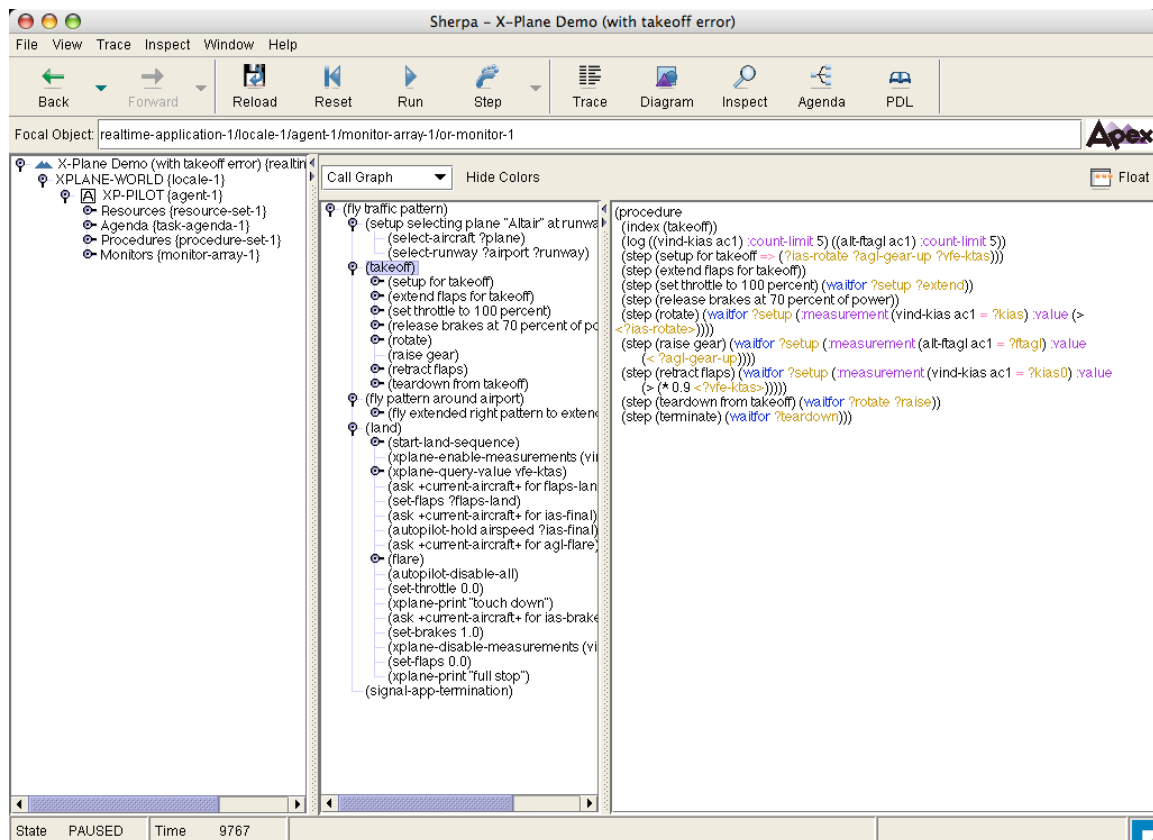 Sherpa – X-Plane Demo (with takeoff error)
File View Trace Inspect Window Help
Back Forward Reload Reset Run Step Trace Diagram Inspect Agenda PDL
Focal Object: realtime-application-1/locale-1/agent-1/monitor-array-1/or-monitor-1
Apex
X-Plane Demo (with takeoff error) {realtin
XPLANE-WORLD {locale-1}
A XP-PILOT {agent-1}
Resources {resource-set-1}
Agenda {task-agenda-1}
Procedures {procedure-set-1}
Monitors {monitor-array-1}
Call Graph Hide Colors Float
(fly traffic pattern)
(setup selecting plane "Altair" at runwa
(select-aircraft ?plane)
(select-runway ?airport ?runway)
(takeoff)
(setup for takeoff)
(extend flaps for takeoff)
(set throttle to 100 percent)
(release brakes at 70 percent of po
(rotate)
(raise gear)
(retract flaps)
(teardown from takeoff)
(fly pattern around airport)
(fly extended right pattern to exten
(land)
(start-land-sequence)
(xplane-enable-measurements (vi
(xplane-query-value vfe-ktas)
(ask +current-aircraft+ for flaps-lan
(set-flaps ?flaps-land)
(ask +current-aircraft+ for ias-final)
(autopilot-hold airspeed ?ias-final)
(ask +current-aircraft+ for agl-flare)
(flare)
(autopilot-disable-all)
(set-throttle 0.0)
(xplane-print "touch down")
(ask +current-aircraft+ for ias-brake
(set-brakes 1.0)
(xplane-disable-measurements (vi
(set-flaps 0.0)
(xplane-print "full stop")
(signal-app-termination)
(procedure
(index (takeoff))
(log ((vind-kias ac1) :count-limit 5) ((alt-ftagl ac1) :count-limit 5))
(step (setup for takeoff => (?ias-rotate ?agl-gear-up ?vfe-ktas)))
(step (extend flaps for takeoff))
(step (set throttle to 100 percent) (waitfor ?setup ?extend))
(step (release brakes at 70 percent of power))
(step (rotate) (waitfor ?setup (:measurement (vind-kias ac1 = ?kias) :value (>
<?ias-rotate>))))
(step (raise gear) (waitfor ?setup (:measurement (alt-ftagl ac1 = ?ftagl) :value
(< ?agl-gear-up))))
(step (retract flaps) (waitfor ?setup (:measurement (vind-kias ac1 = ?kias0) :value
(> (* 0.9 <?vfe-ktas>)))))
(step (teardown from takeoff) (waitfor ?rotate ?raise))
(step (terminate) (waitfor ?teardown)))
State PAUSED Time 9767